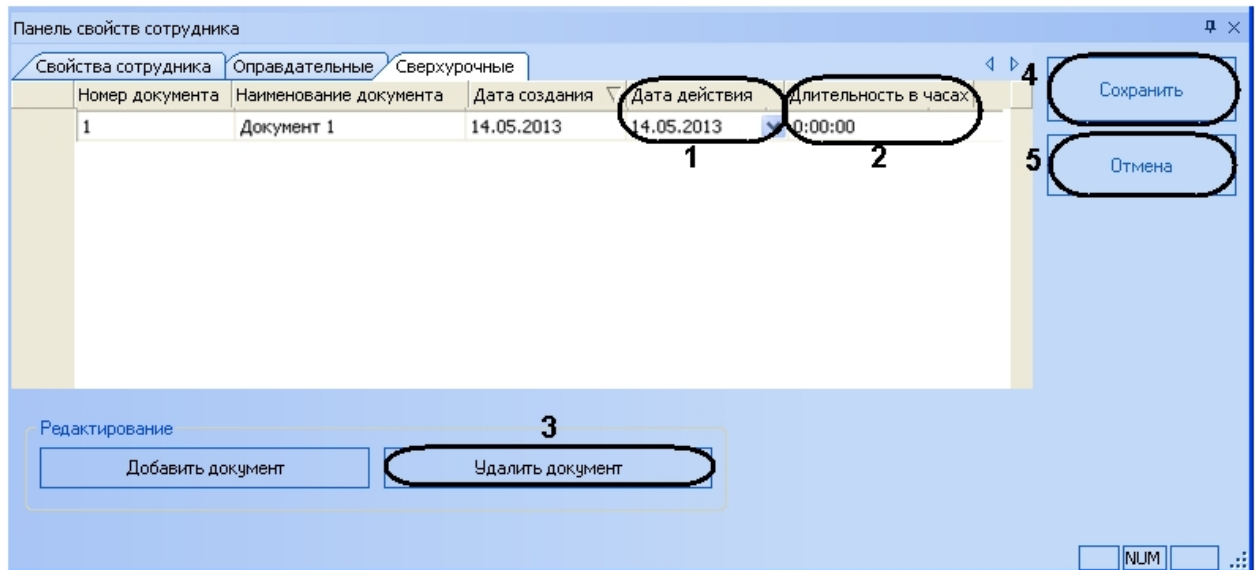 Панель свойств сотрудника
Свойства сотрудника Оправдательные Сверхурочные
4
Сохранить
Номер документа Наименование документа Дата создания Дата действия Длительность в часах
1 Документ 1 14.05.2013 14.05.2013 0:00:00
1 2
5 Отмена
Редактирование
3
Добавить документ Удалить документ
NUM